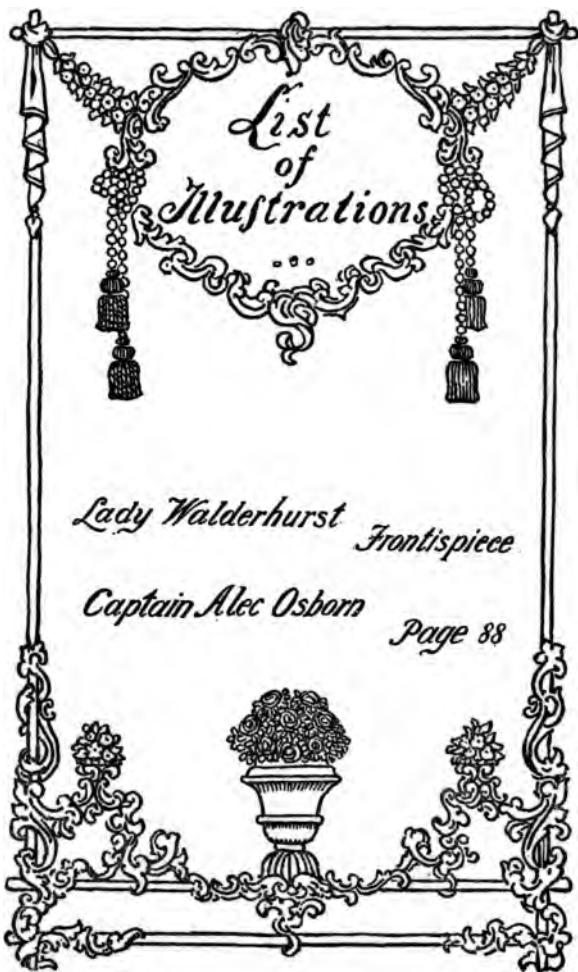 List
of
Illustrations
Lady Walderhurst
Frontispiece
Captain Alec Osborn
Page 88